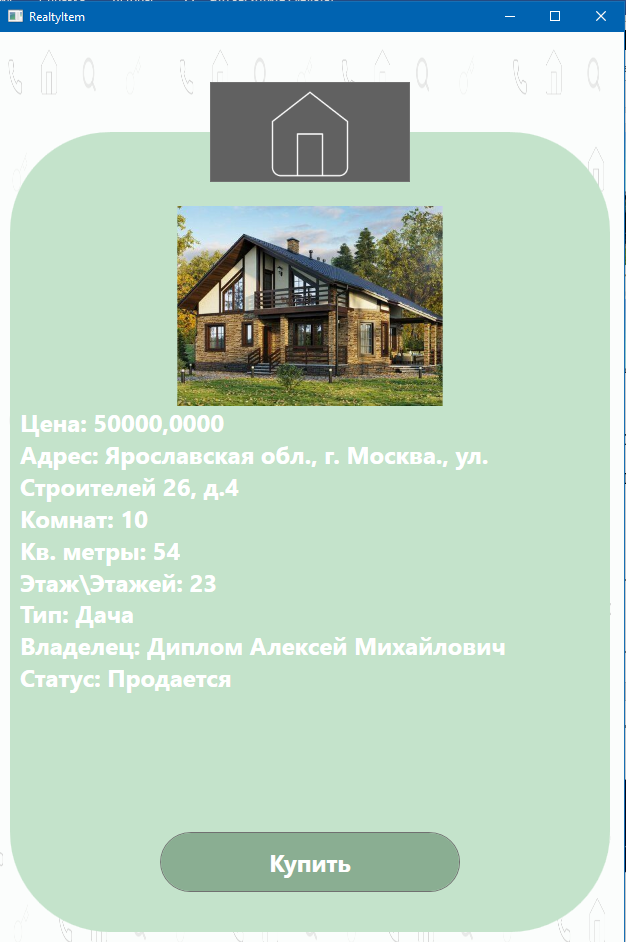 RealtyItem
Цена: 50000,0000
Адрес: Ярославская обл., г. Москва., ул.
Строителей 26, д.4
Комнат: 10
Кв. метры: 54
Этаж\Этажей: 23
Тип: Дача
Владелец: Диплом Алексей Михайлович
Статус: Продается
Купить